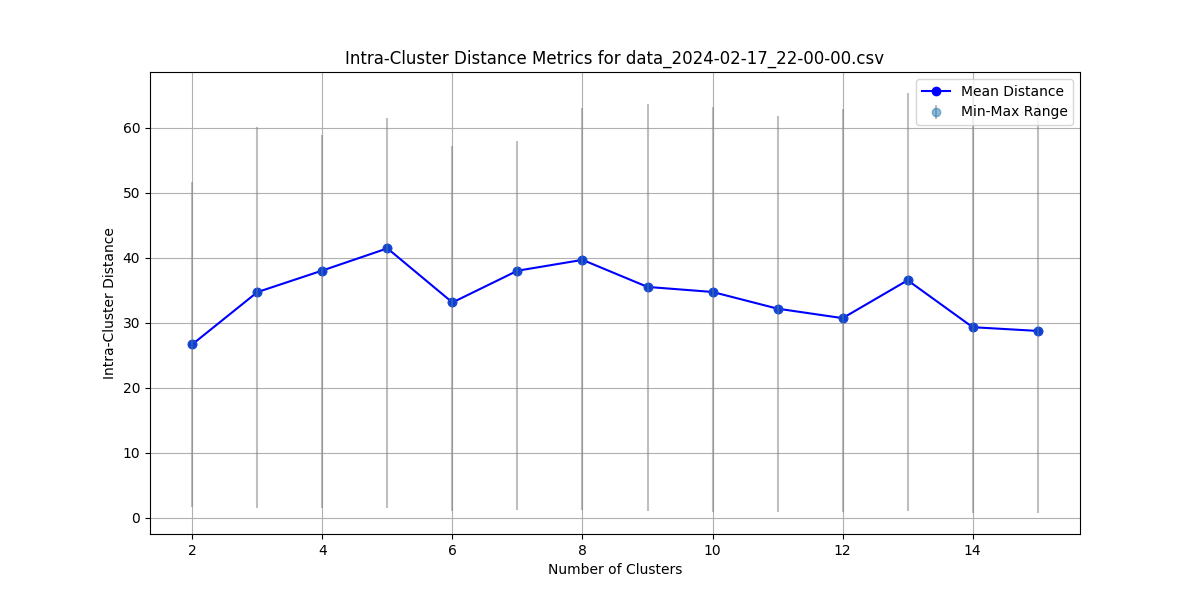 Intra-Cluster Distance Metrics for data_2024-02-17_22-00-00.csv
Mean Distance
Min-Max Range
Intra-Cluster Distance
60
50
40
30
20
10
0
2 4 6 8 10 12 14
Number of Clusters